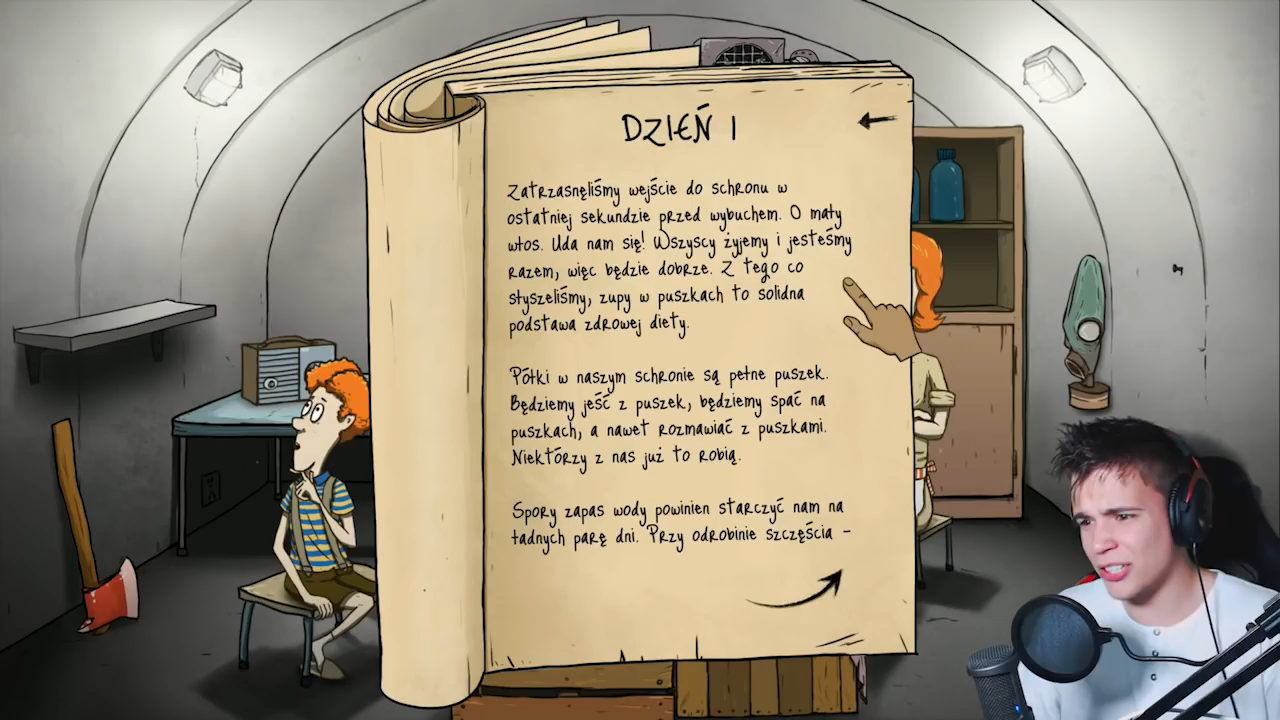 DZIEŃ 1
Zatrzasnęliśmy wejście do schronu w
ostatniej sekundzie przed wybuchem. O mały
włos. Uda nam się! Wszyscy żyjemy i jesteśmy
razem, więc będzie dobrze. Z tego co
słyszeliśmy, zupy w puszkach to solidna
podstawa zdrowej diety.
Półki w naszym schronie są pełne puszek.
Będziemy jeść z puszek, będziemy spać na
puszkach, a nawet rozmawiać z puszkami.
Niektórzy z nas już to robią.
Spory zapas wody powinien starczyć nam na
ładnych parę dni. Przy odrobinie szczęścia -